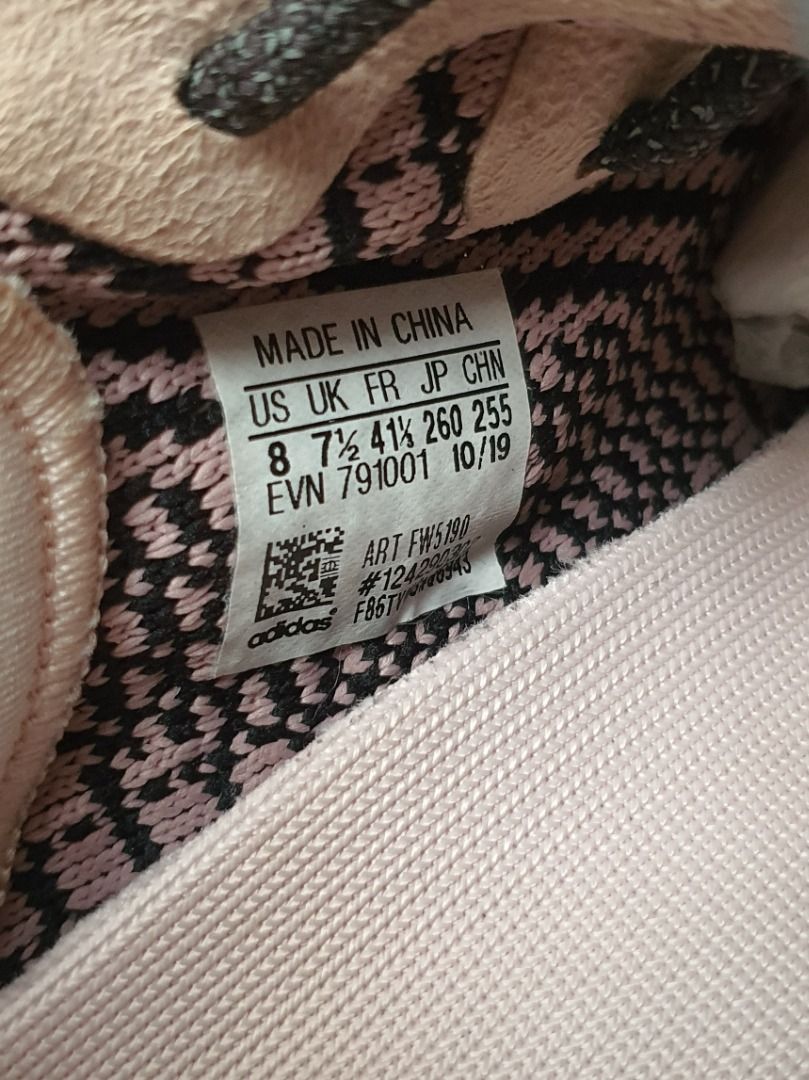 MADE IN CHINA
US UK FR JP CHN
8 7½ 41⅓ 260 255
EVN 791001 10/19
ART FW5190
adidas